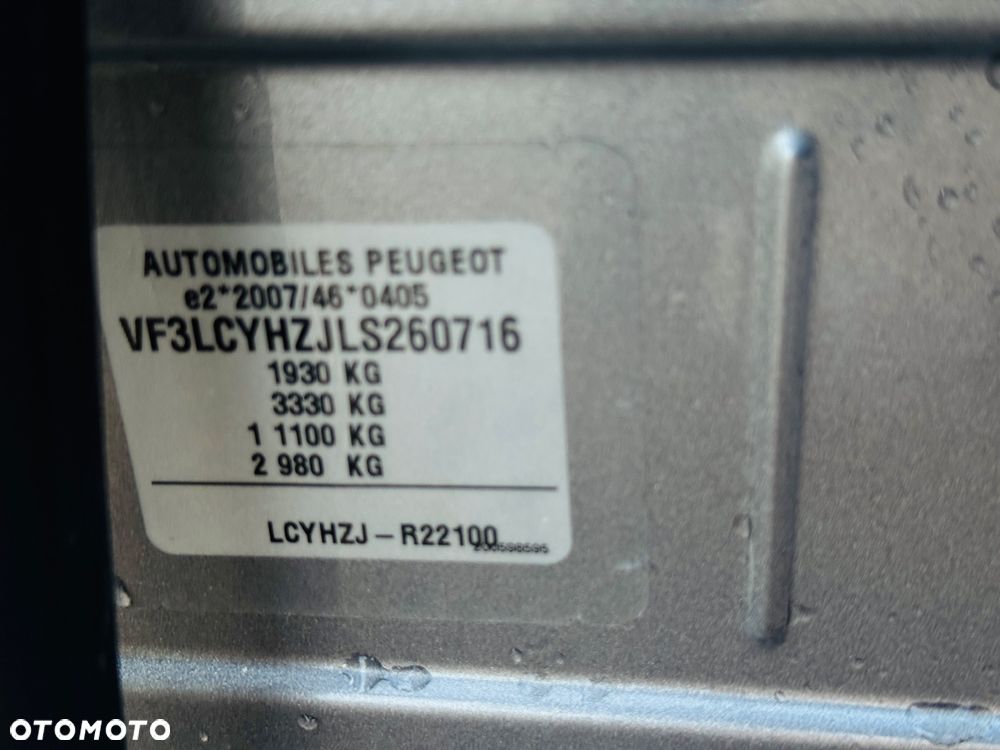 AUTOMOBILES PEUGEOT
e2*2007/46*0405
VF3LCYHZJLS260716
1930 KG
3330 KG
1 1100 KG
2 980 KG
LCYHZJ - R22100
OTOMOTO